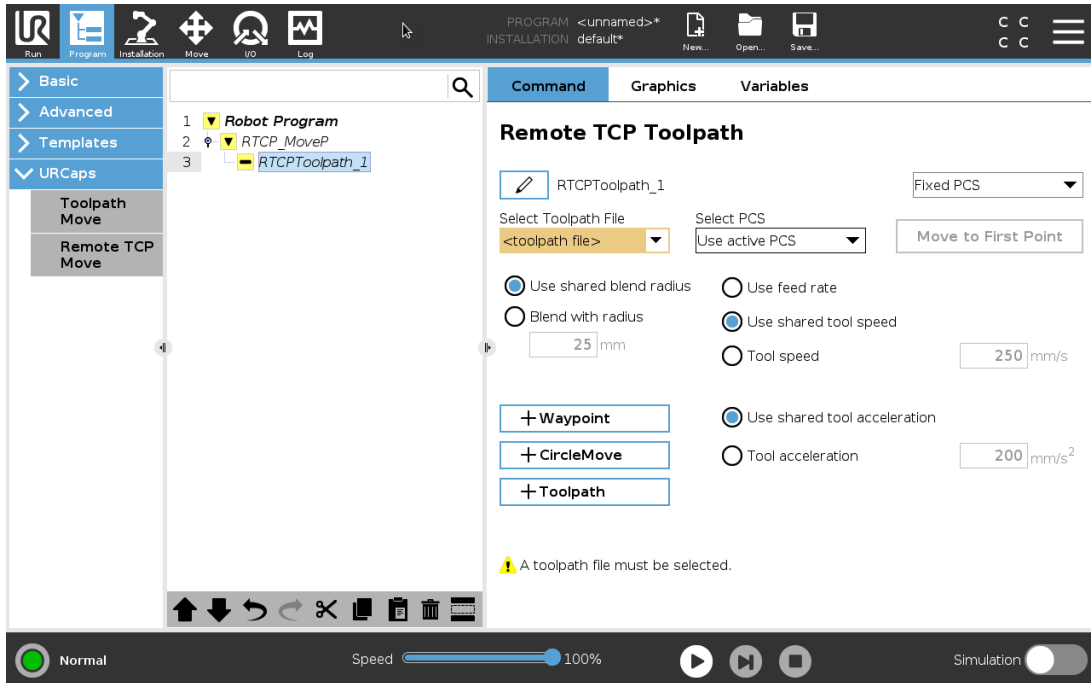 PROGRAM <unnamed>*
INSTALLATION default*
UR
Run
Program
Installation
Move
I/O
Log
New...
Open...
Save...
C C
C C
Basic
Advanced
Templates
URCaps
Toolpath
Move
Remote TCP
Move
1 Robot Program
2 RTCP_MoveP
3 RTCPToolpath_1
Command Graphics Variables
Remote TCP Toolpath
RTCPToolpath_1
Fixed PCS
Select Toolpath File
Select PCS
<toolpath file>
Use active PCS
Move to First Point
Use shared blend radius
Use feed rate
Blend with radius
Use shared tool speed
25 mm
Tool speed
250 mm/s
+Waypoint
Use shared tool acceleration
+CircleMove
Tool acceleration
200 mm/s²
+Toolpath
A toolpath file must be selected.
Normal
Speed
100%
Simulation